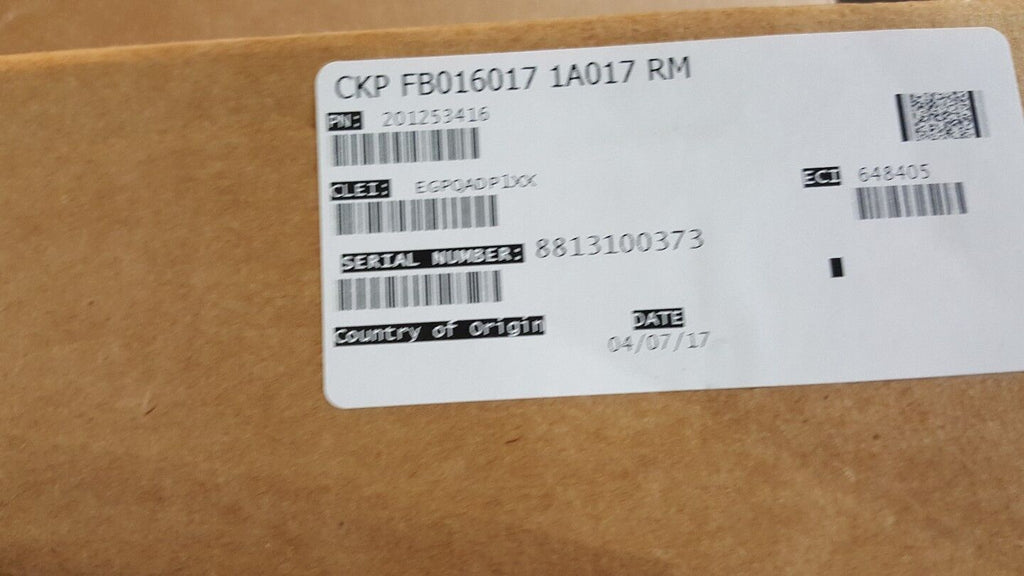 CKP FB016017 1A017 RM
PN: 201253416
CLEI: EGPQADP1XX
ECI 648405
SERIAL NUMBER: 8813100373
Country of Origin
DATE
04/07/17